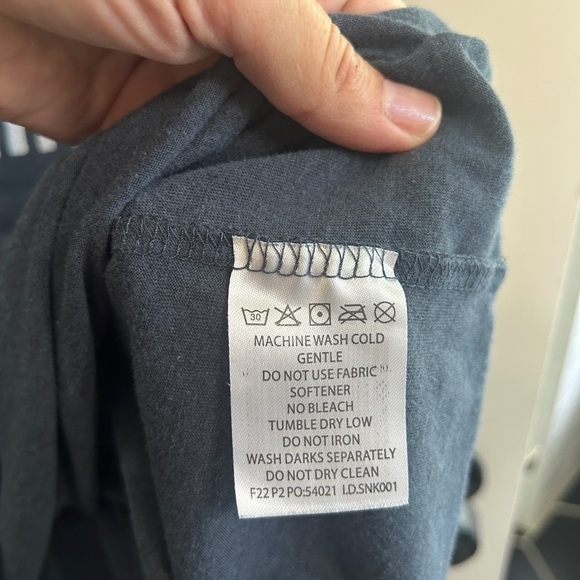 30
MACHINE WASH COLD
GENTLE
DO NOT USE FABRIC
SOFTENER
NO BLEACH
TUMBLE DRY LOW
DO NOT IRON
WASH DARKS SEPARATELY
DO NOT DRY CLEAN
F22 P2 PO:54021 I.D.SNK001